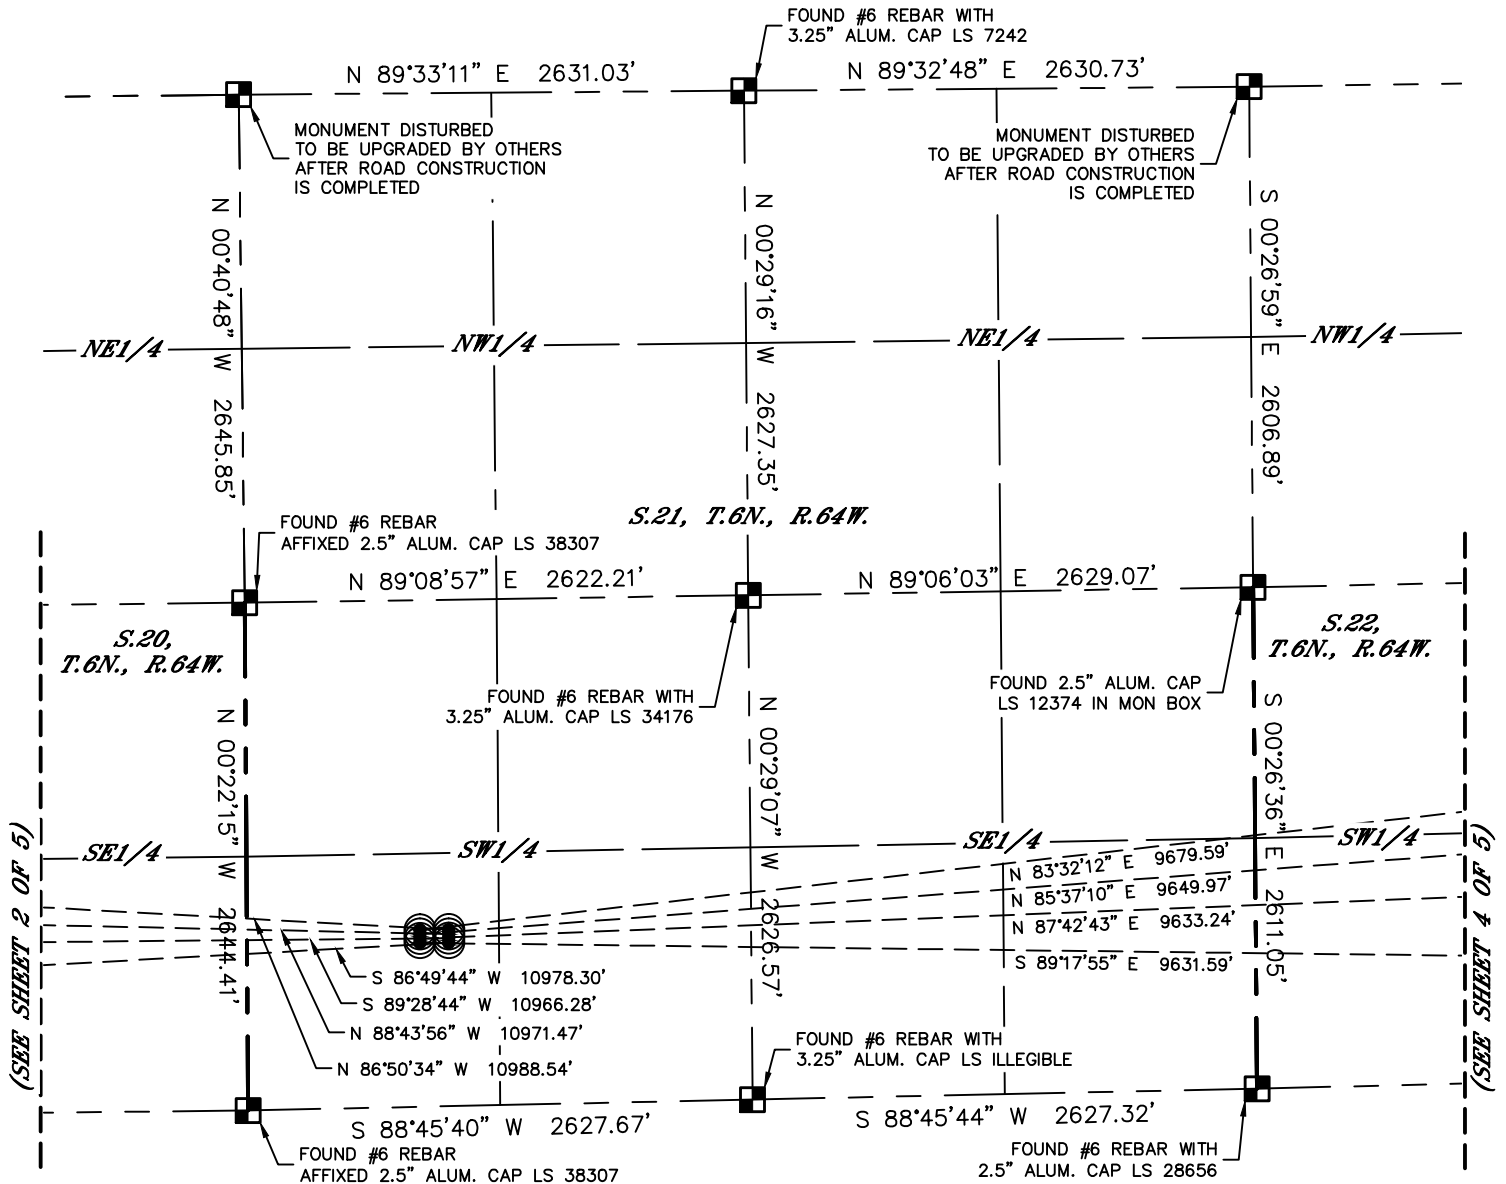 FOUND #6 REBAR WITH
3.25" ALUM. CAP LS 7242
N 89°33'11" E 2631.03'
N 89°32'48" E 2630.73'
MONUMENT DISTURBED
TO BE UPGRADED BY OTHERS
AFTER ROAD CONSTRUCTION
IS COMPLETED
MONUMENT DISTURBED
TO BE UPGRADED BY OTHERS
AFTER ROAD CONSTRUCTION
IS COMPLETED
N 00°40'48" W 2645.85'
N 00°29'16" W 2627.35'
S 00°26'59" E 2606.89'
NE1/4
NW1/4
NE1/4
NW1/4
S.21, T.6N., R.64W.
FOUND #6 REBAR
AFFIXED 2.5" ALUM. CAP LS 38307
N 89°08'57" E 2622.21'
N 89°06'03" E 2629.07'
S.20,
T.6N., R.64W.
S.22,
T.6N., R.64W.
FOUND #6 REBAR WITH
3.25" ALUM. CAP LS 34176
FOUND 2.5" ALUM. CAP
LS 12374 IN MON BOX
N 00°22'15" W 2644.41'
N 00°29'07" W 2626.57'
S 00°26'36" E 2611.05'
(SEE SHEET 2 OF 5)
SE1/4
SW1/4
SE1/4
SW1/4
(SEE SHEET 4 OF 5)
N 83°32'12" E 9679.59'
N 85°37'10" E 9649.97'
N 87°42'43" E 9633.24'
S 89°17'55" E 9631.59'
S 86°49'44" W 10978.30'
S 89°28'44" W 10966.28'
N 88°43'56" W 10971.47'
N 86°50'34" W 10988.54'
FOUND #6 REBAR WITH
3.25" ALUM. CAP LS ILLEGIBLE
S 88°45'40" W 2627.67'
S 88°45'44" W 2627.32'
FOUND #6 REBAR
AFFIXED 2.5" ALUM. CAP LS 38307
FOUND #6 REBAR WITH
2.5" ALUM. CAP LS 28656